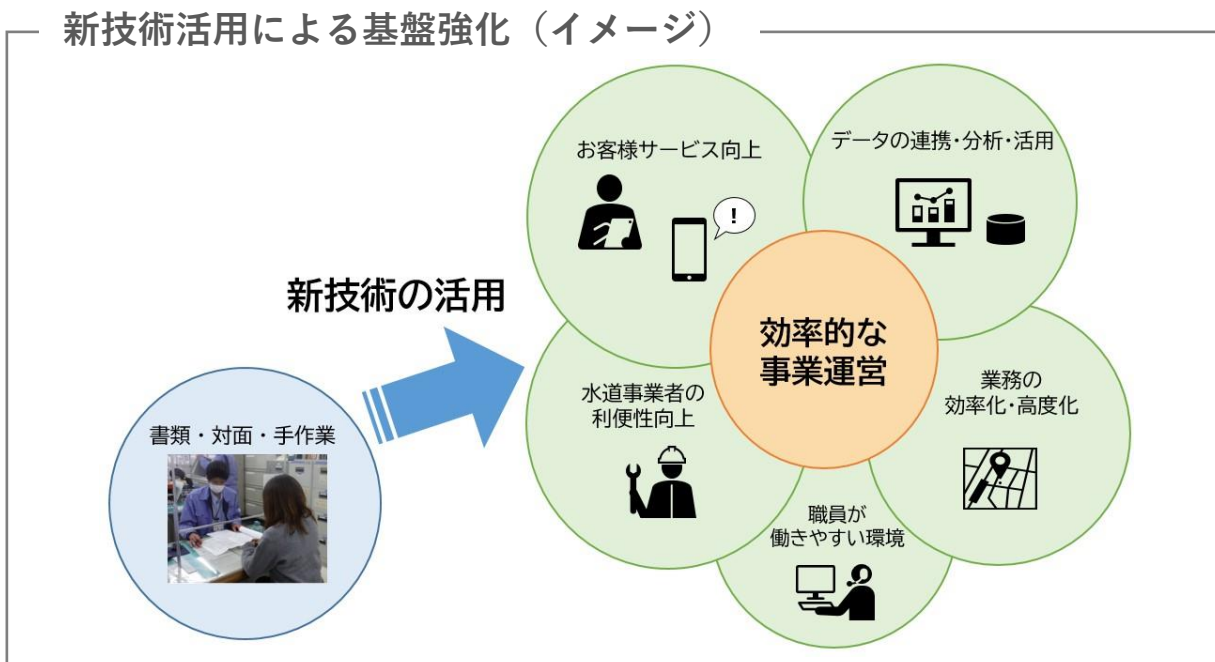 新技術活用による基盤強化（イメージ）
お客様サービス向上
データの連携・分析・活用
!
新技術の活用
効率的な
事業運営
水道事業者の
利便性向上
業務の
効率化・高度化
書類・対面・手作業
職員が
働きやすい環境